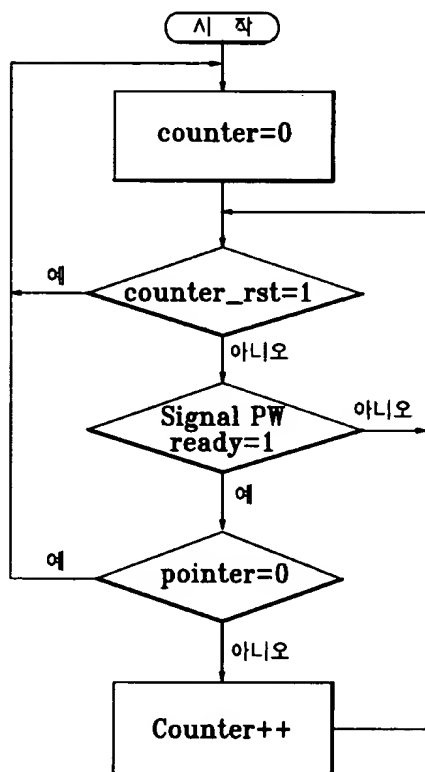 시 작
counter=0
예
counter_rst=1
아니오
Signal PW
ready=1
아니오
예
예
pointer=0
아니오
Counter++